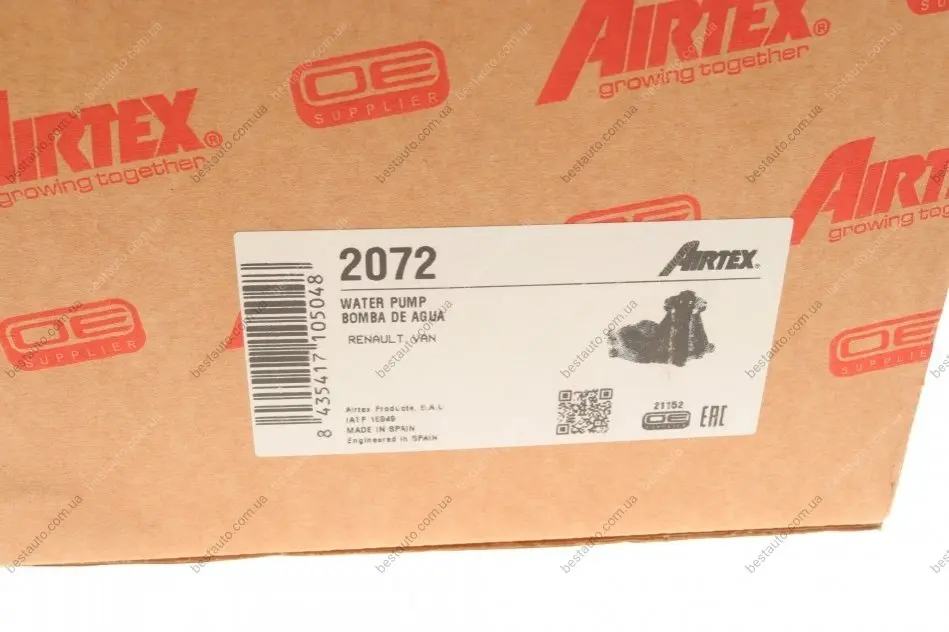 AIRTEX®
growing together
OE
SUPPLIER
AIRTEX®
growing together
AIRTEX
growing to
OE
SUPPLIER
OE
SUPPLIER
2072
AIRTEX®
WATER PUMP
BOMBA DE AGUA
RENAULT VAN
8 435417 105048
Airtex Products, S.A.U
IATF 16949
MADE IN SPAIN
Engineered in SPAIN
21152
OE
SUPPLIER
EAC
bestauto.com.ua